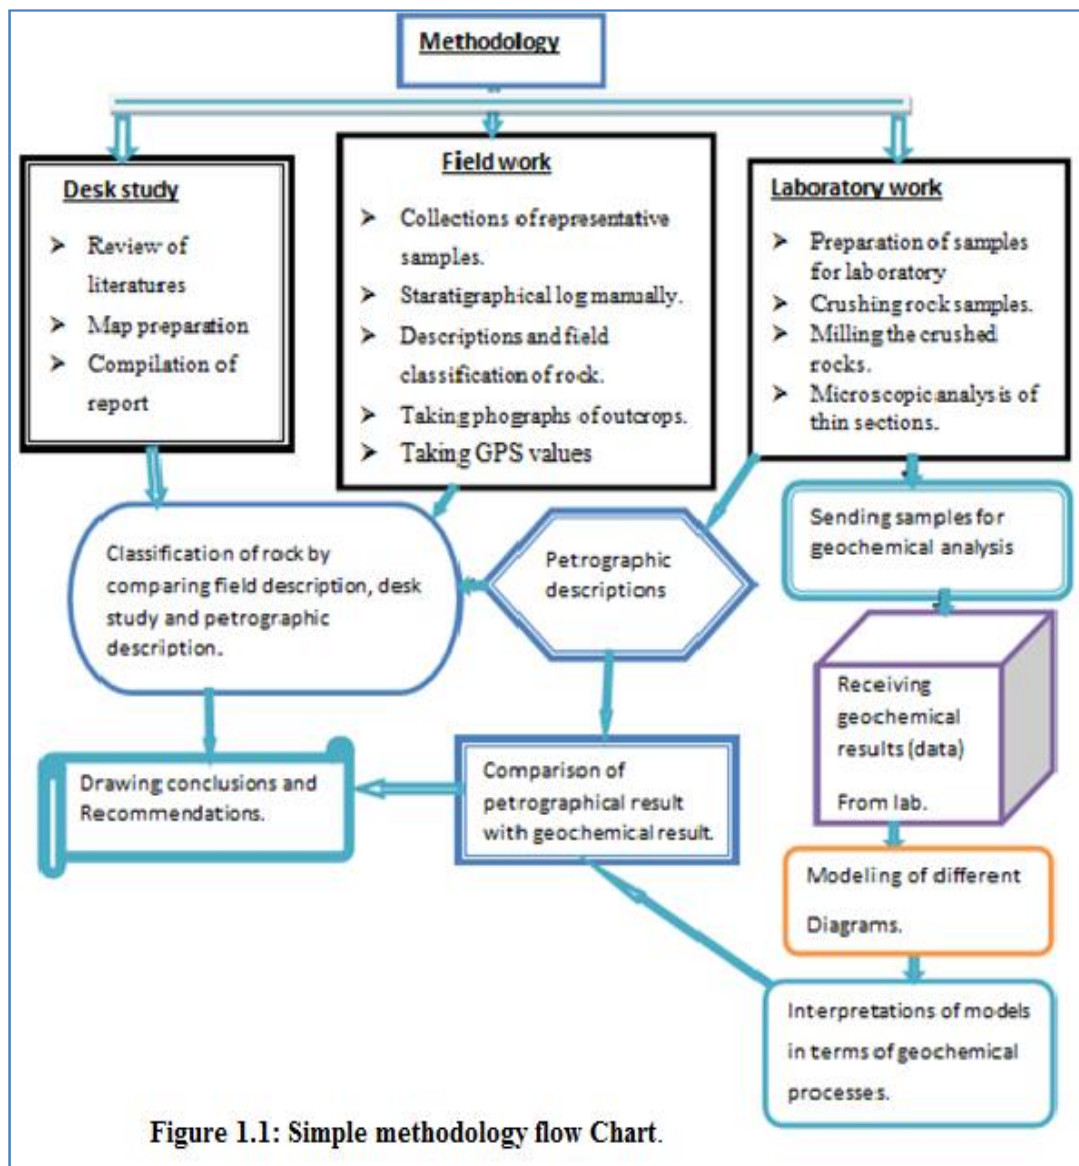 Methodology
Desk study
➢ Review of
literatures
➢ Map preparation
➢ Compilation of
report
Field work
➢ Collections of representative
samples.
➢ Staratigraphical log manually.
➢ Descriptions and field
classification of rock.
➢ Taking phographs of outcrops.
➢ Taking GPS values
Laboratory work
➢ Preparation of samples
for laboratory
➢ Crushing rock samples.
➢ Milling the crushed
rocks.
➢ Microscopic analysis of
thin sections.
Classification of rock by
comparing field description, desk
study and petrographic
description.
Petrographic
descriptions
Sending samples for
geochemical analysis
Receiving
geochemical
results (data)
From lab.
Drawing conclusions and
Recommendations.
Comparison of
petrographical result
with geochemical result.
Modeling of different
Diagrams.
Interpretations of models
in terms of geochemical
processes.
Figure 1.1: Simple methodology flow Chart.